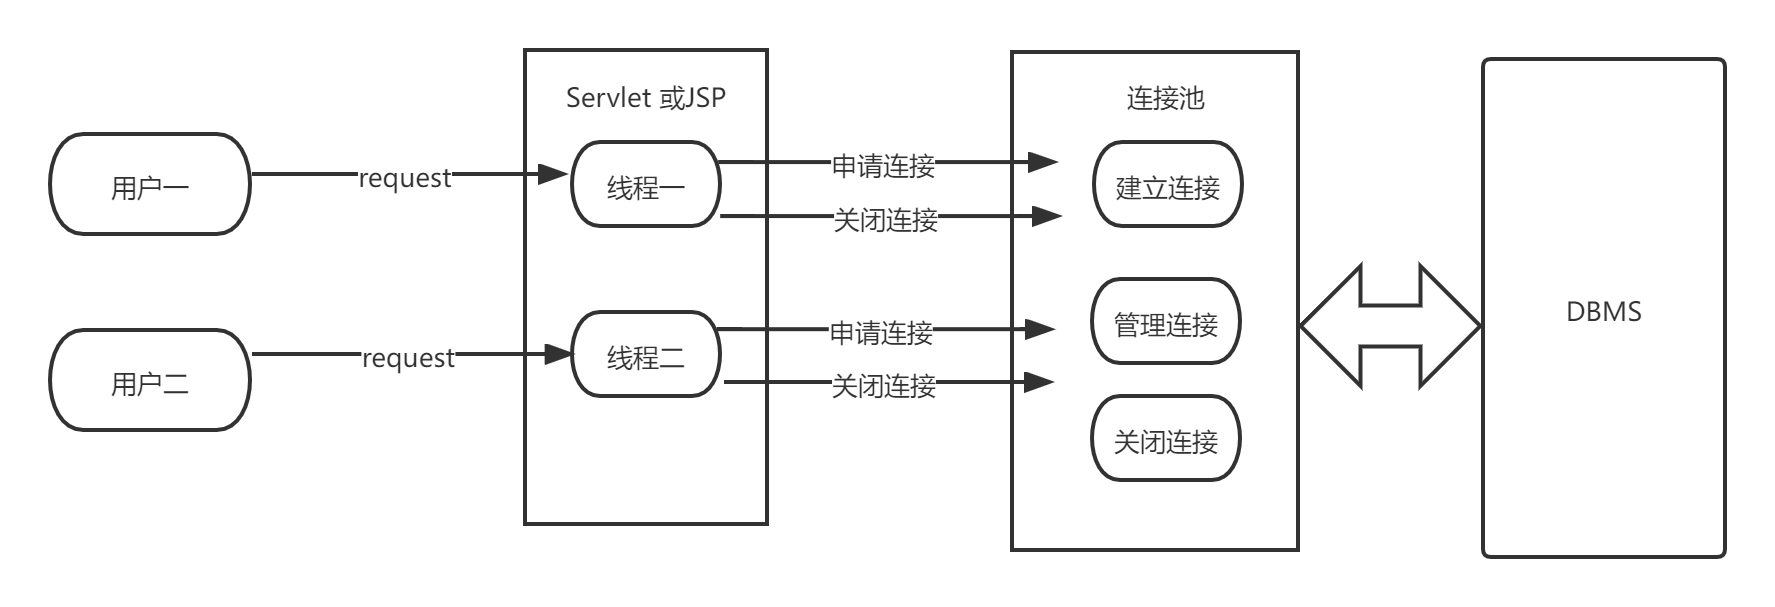 Servlet 或JSP
连接池
用户一
request
线程一
申请连接
关闭连接
建立连接
用户二
request
线程二
申请连接
关闭连接
管理连接
关闭连接
DBMS